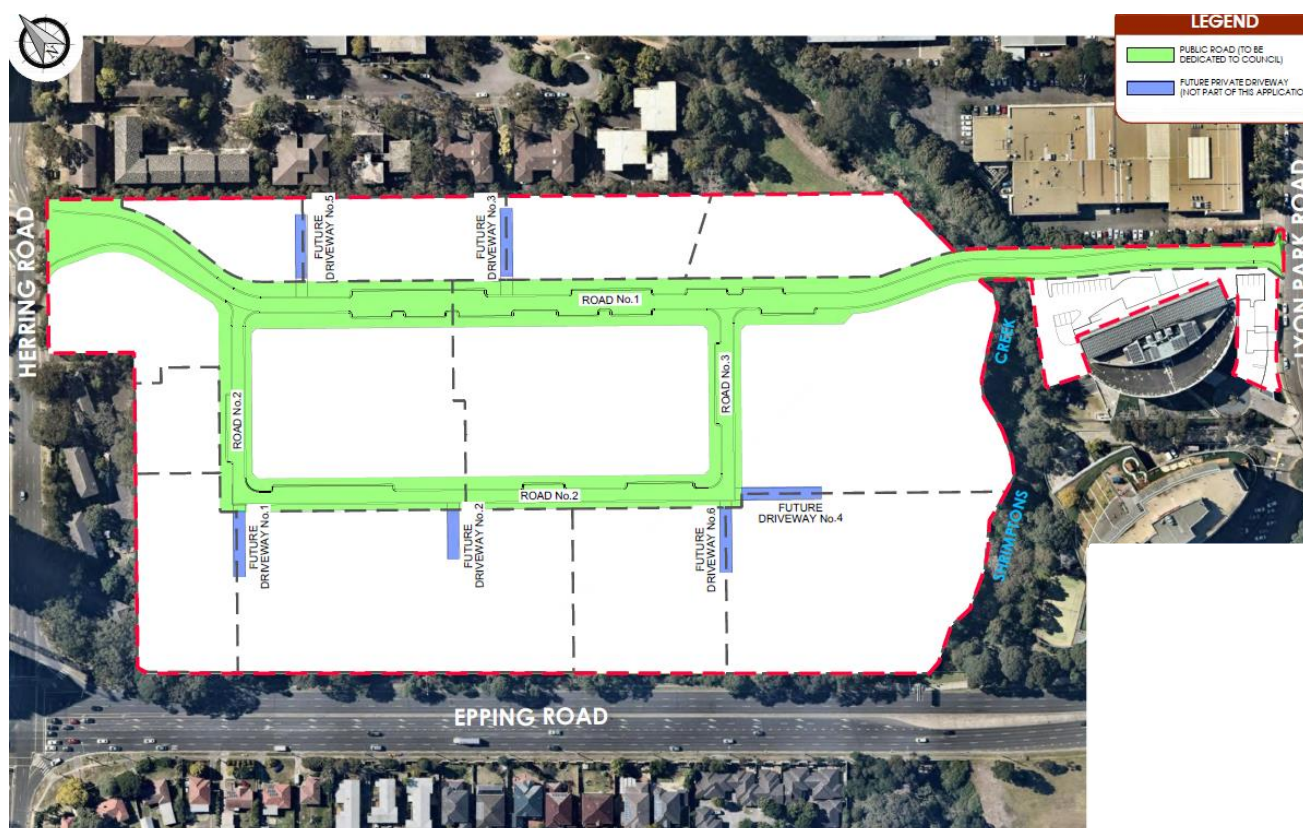 LEGEND
PUBLIC ROAD (TO BE
DEDICATED TO COUNCIL)
FUTURE PRIVATE DRIVEWAY
(NOT PART OF THIS APPLICATIO
HERRING ROAD
LYON PARK ROAD
FUTURE
DRIVEWAY No.5
FUTURE
DRIVEWAY No.3
ROAD No.1
CREEK
ROAD No.2
ROAD No.3
ROAD No.2
FUTURE
DRIVEWAY No.1
FUTURE
DRIVEWAY No.2
FUTURE
DRIVEWAY No.6
FUTURE
DRIVEWAY No.4
SHRIMPTONS
EPPING ROAD